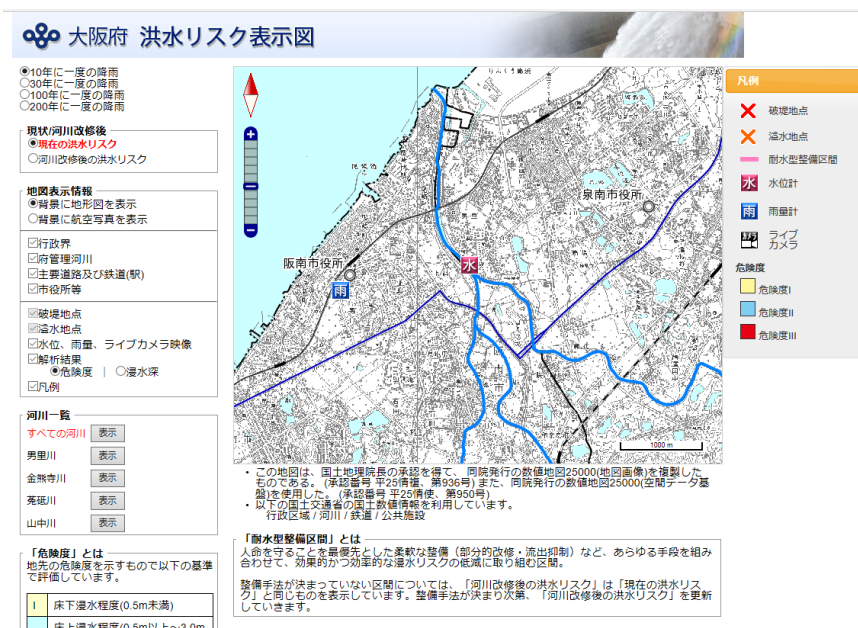 大阪府 洪水リスク表示図
10年に一度の降雨
30年に一度の降雨
100年に一度の降雨
200年に一度の降雨
現状/河川改修後
現在の洪水リスク
河川改修後の洪水リスク
地図表示情報
背景に地形図を表示
背景に航空写真を表示
行政界
府管理河川
主要道路及び鉄道(駅)
市役所等
破堤地点
溢水地点
水位、雨量、ライブカメラ映像
解析結果
危険度 | 浸水深
凡例
河川一覧
すべての河川 表示
男里川 表示
金熊寺川 表示
菟砥川 表示
山中川 表示
「危険度」とは
地先の危険度を示すもので以下の基準
で評価しています。
I 床下浸水程度(0.5m未満)
床上浸水程度(0.5m以上~3.0m
泉南市役所
阪南市役所
水
雨
1000 m
・ この地図は、国土地理院長の承認を得て、 同院発行の数値地図25000(地図画像)を複製した
ものである。 (承認番号 平25情復、第936号) また、同院発行の数値地図25000(空間データ基
盤)を使用した。 (承認番号 平25情使、第950号)
・ 以下の国土交通省の国土数値情報を利用しています。
行政区域 / 河川 / 鉄道 / 公共施設
「耐水型整備区間」とは
人命を守ることを最優先とした柔軟な整備（部分的改修・流出抑制）など、あらゆる手段を組み
合わせて、効果的かつ効率的な浸水リスクの低減に取り組む区間。
整備手法が決まっていない区間については、「河川改修後の洪水リスク」は「現在の洪水リス
ク」と同じものを表示しています。整備手法が決まり次第、「河川改修後の洪水リスク」を更新
していきます。
凡例
破堤地点
溢水地点
耐水型整備区間
水 水位計
雨 雨量計
カメラ ライブ
カメラ
危険度
危険度I
危険度II
危険度III